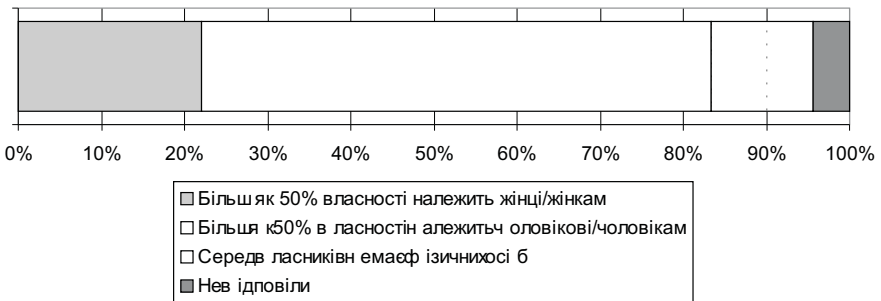 0% 10% 20% 30% 40% 50% 60% 70% 80% 90% 100%
Більш як 50% власності належить жінці/жінкам
Більшя к50% в ласностін алежитьч оловікові/чоловікам
Середв ласниківн емаєф ізичнихосі б
Нев ідповіли